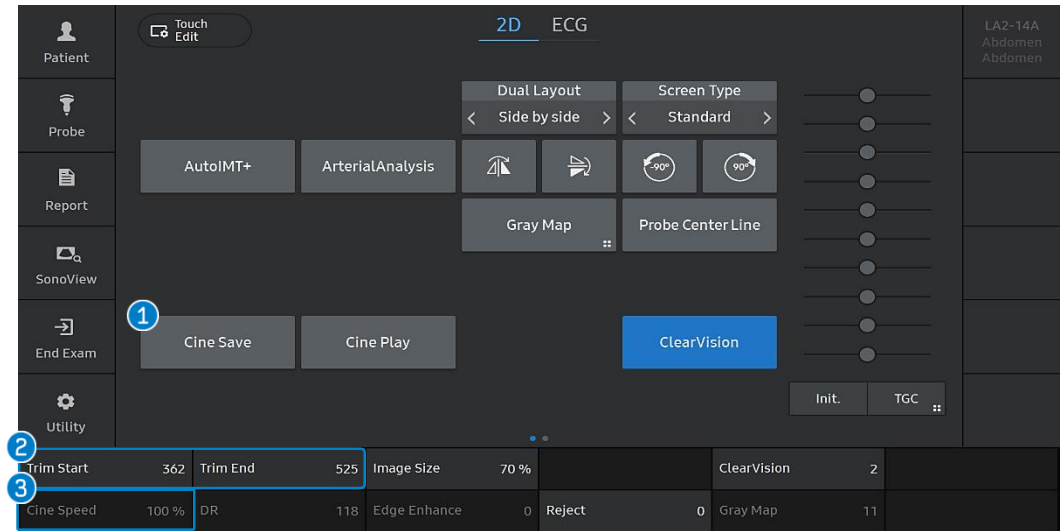 Patient
Touch
Edit
2D
ECG
LA2-14A
Abdomen
Abdomen
Probe
Dual Layout
Side by side
Screen Type
Standard
Report
AutoIMT+
ArterialAnalysis
-90°
90°
Gray Map
Probe Center Line
SonoView
1
End Exam
Cine Save
Cine Play
ClearVision
Utility
Init.
TGC
2
Trim Start 362
Trim End 525
Image Size 70 %
ClearVision 2
3
Cine Speed 100 %
DR 118
Edge Enhance 0
Reject 0
Gray Map 11